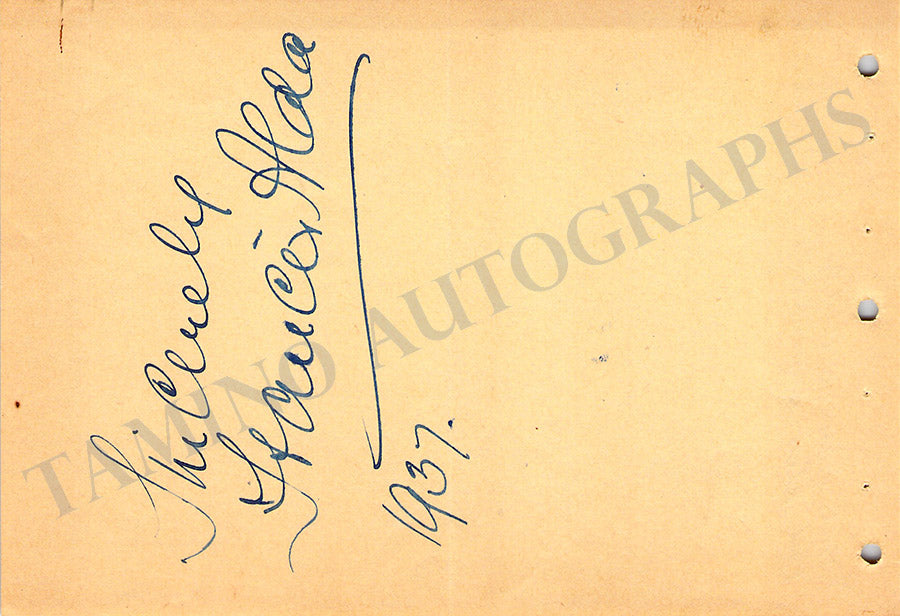 Sincerely
Frances Alda
1937.
TAMINO AUTOGRAPHS